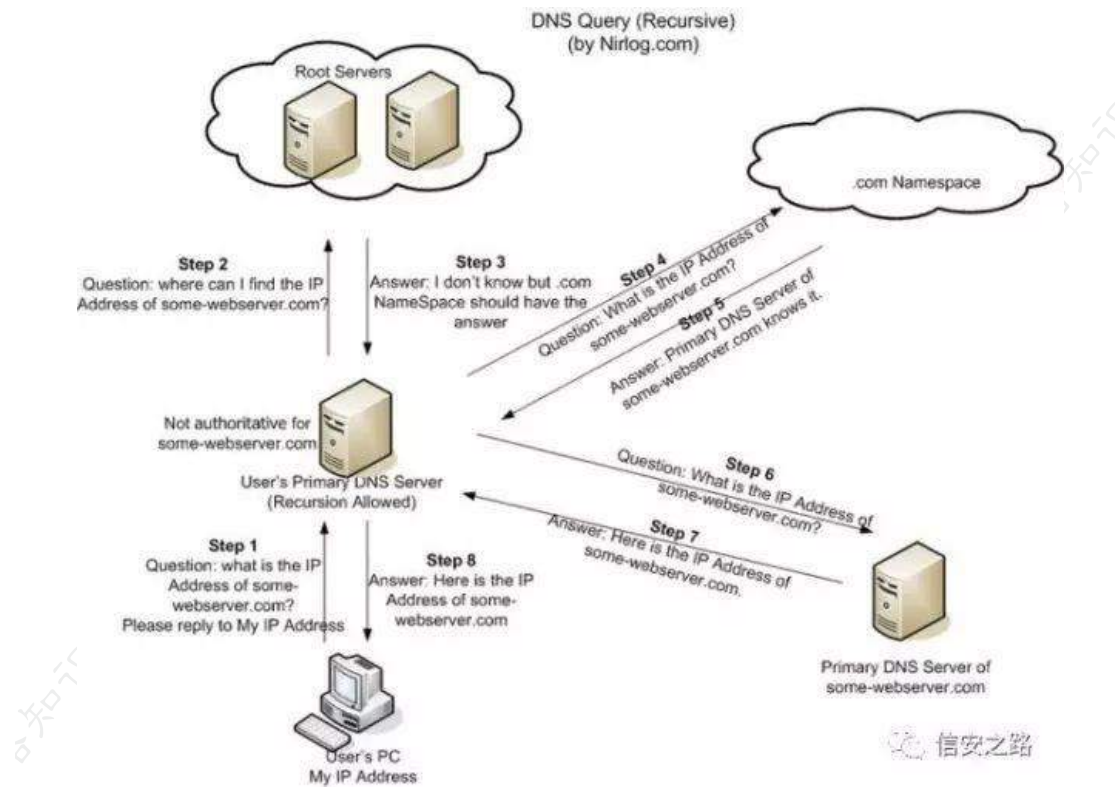 DNS Query (Recursive)
(by Nirlog.com)
Root Servers
.com Namespace
Step 2
Question: where can I find the IP
Address of some-webserver.com?
Step 3
Answer: I don't know but .com
NameSpace should have the
answer
Step 4
Question: What is the IP Address of
some-webserver.com?
Step 5
Answer: Primary DNS Server of
some-webserver.com knows it.
Not authoritative for
some-webserver.com
User's Primary DNS Server
(Recursion Allowed)
Step 6
Question: What is the IP Address of
some-webserver.com?
Step 7
Answer: Here is the IP Address of
some-webserver.com.
Step 1
Question: what is the IP
Address of some-
webserver.com?
Please reply to My IP Address
Step 8
Answer: Here is the IP
Address of some-
webserver.com
Primary DNS Server of
some-webserver.com
User's PC
My IP Address
信安之路